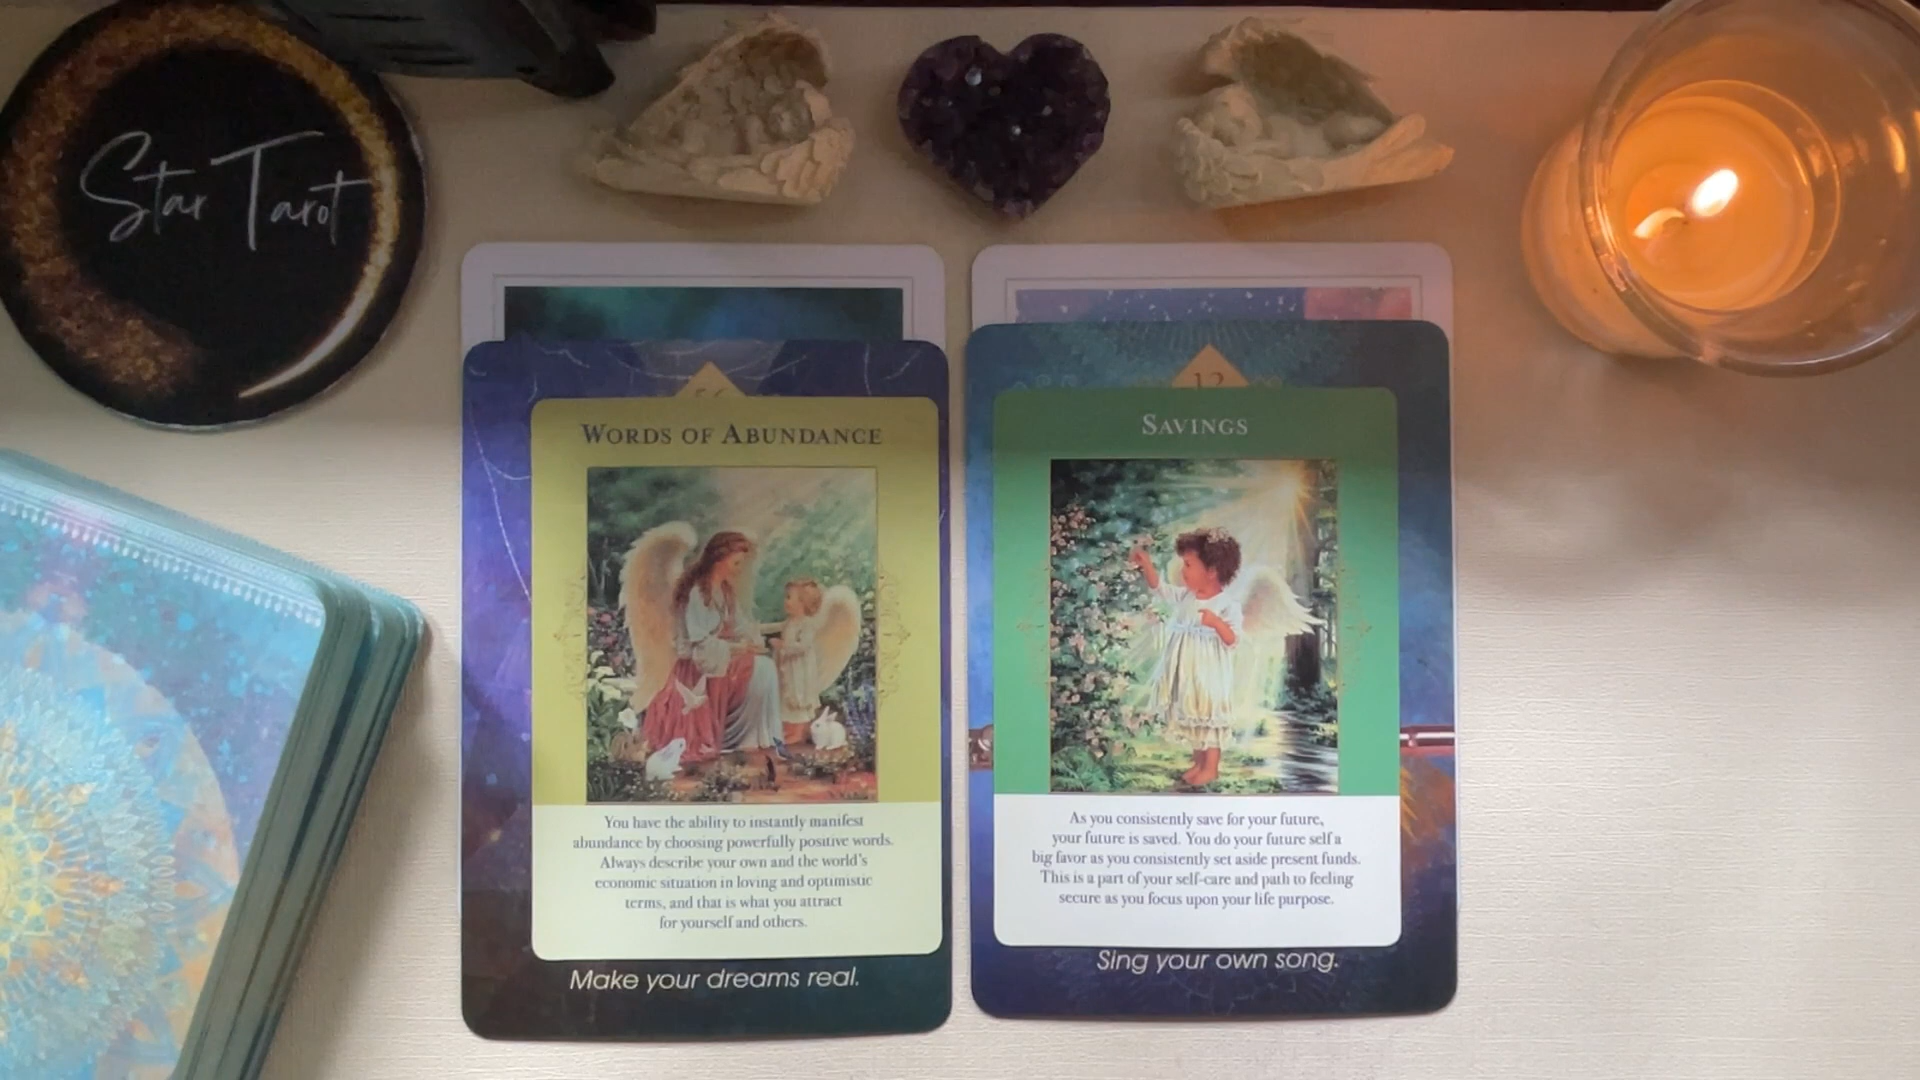 Star Tarot
56
WORDS OF ABUNDANCE
You have the ability to instantly manifest
abundance by choosing powerfully positive words.
Always describe your own and the world's
economic situation in loving and optimistic
terms, and that is what you attract
for yourself and others.
Make your dreams real.
12
SAVINGS
As you consistently save for your future,
your future is saved. You do your future self a
big favor as you consistently set aside present funds.
This is a part of your self-care and path to feeling
secure as you focus upon your life purpose.
Sing your own song.